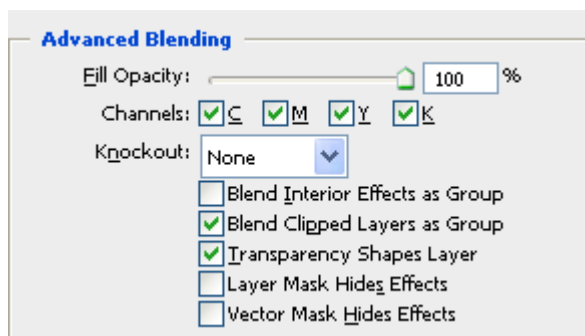 Advanced Blending
Fill Opacity: 100 %
Channels: C M Y K
Knockout: None
Blend Interior Effects as Group
Blend Clipped Layers as Group
Transparency Shapes Layer
Layer Mask Hides Effects
Vector Mask Hides Effects